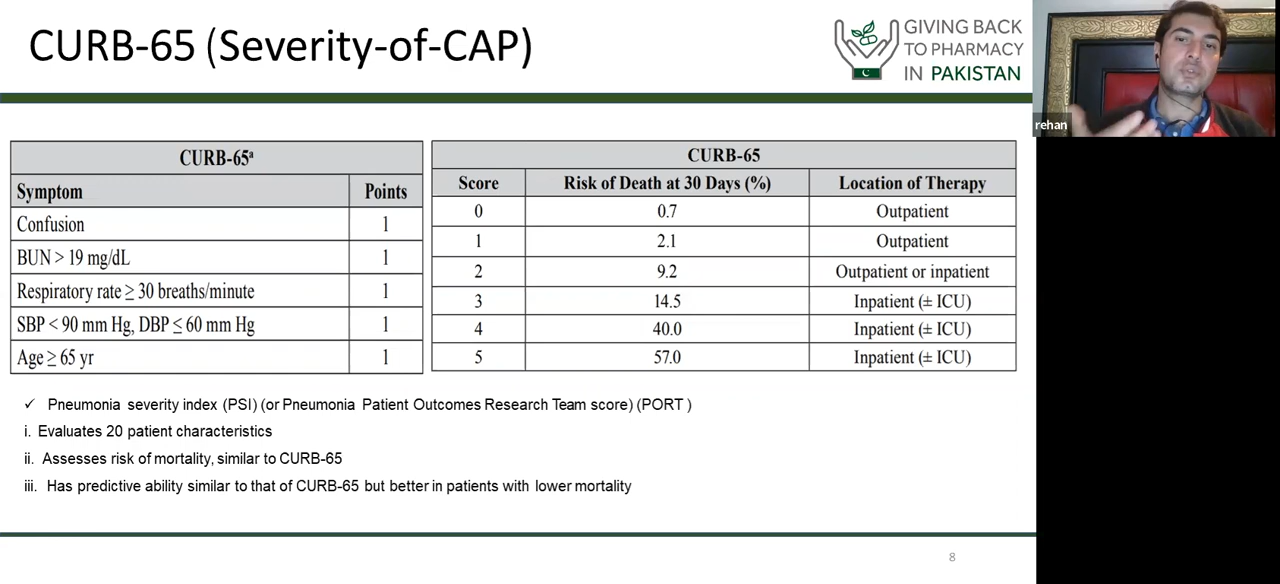 CURB-65 (Severity-of-CAP)
GIVING BACK
TO PHARMACY
IN PAKISTAN
rehan
CURB-65ª
Symptom Points
Confusion 1
BUN > 19 mg/dL 1
Respiratory rate ≥ 30 breaths/minute 1
SBP < 90 mm Hg, DBP ≤ 60 mm Hg 1
Age ≥ 65 yr 1
CURB-65
Score Risk of Death at 30 Days (%) Location of Therapy
0 0.7 Outpatient
1 2.1 Outpatient
2 9.2 Outpatient or inpatient
3 14.5 Inpatient (± ICU)
4 40.0 Inpatient (± ICU)
5 57.0 Inpatient (± ICU)
✓ Pneumonia severity index (PSI) (or Pneumonia Patient Outcomes Research Team score) (PORT )
i. Evaluates 20 patient characteristics
ii. Assesses risk of mortality, similar to CURB-65
iii. Has predictive ability similar to that of CURB-65 but better in patients with lower mortality
8